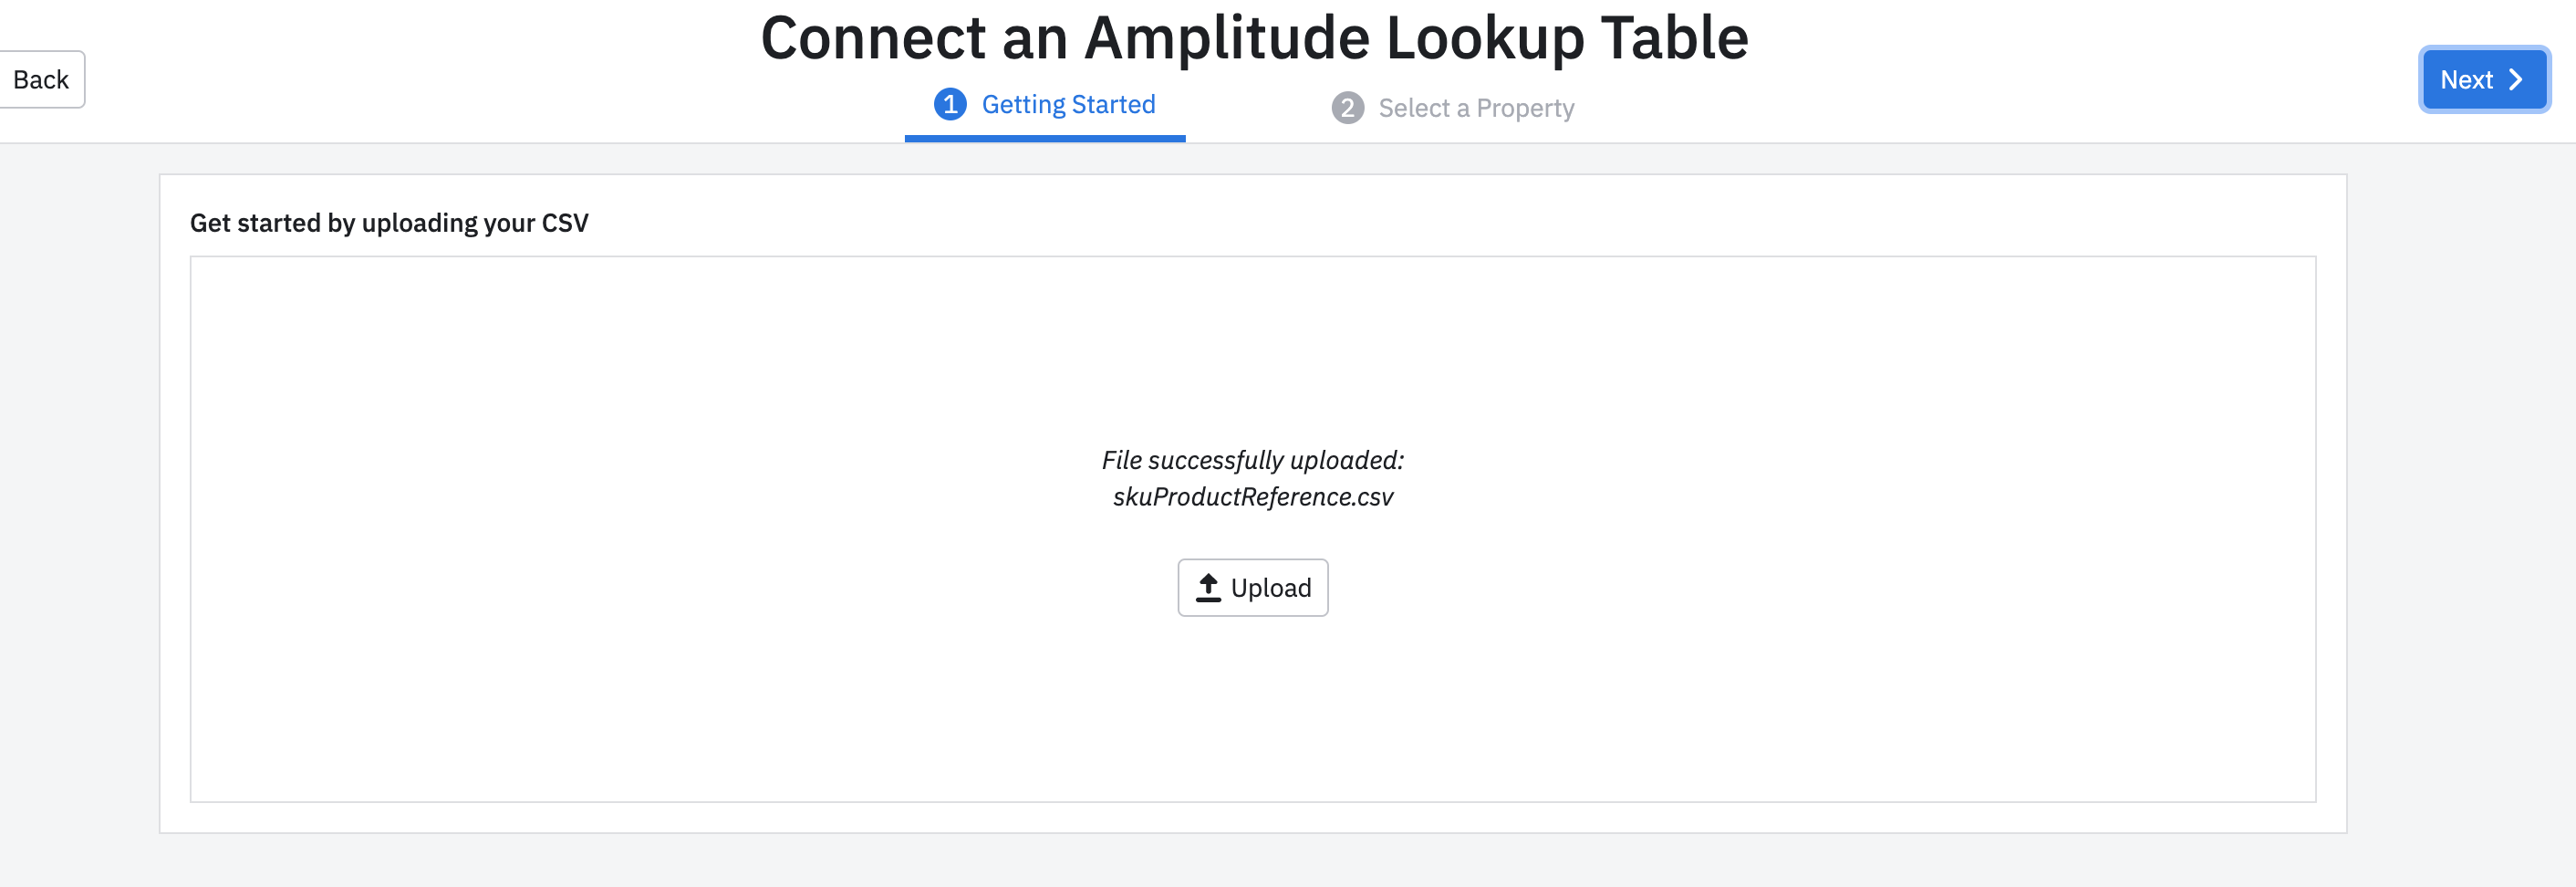 Connect an Amplitude Lookup Table
Back
1 Getting Started
2 Select a Property
Next
Get started by uploading your CSV
File successfully uploaded:
skuProductReference.csv
Upload